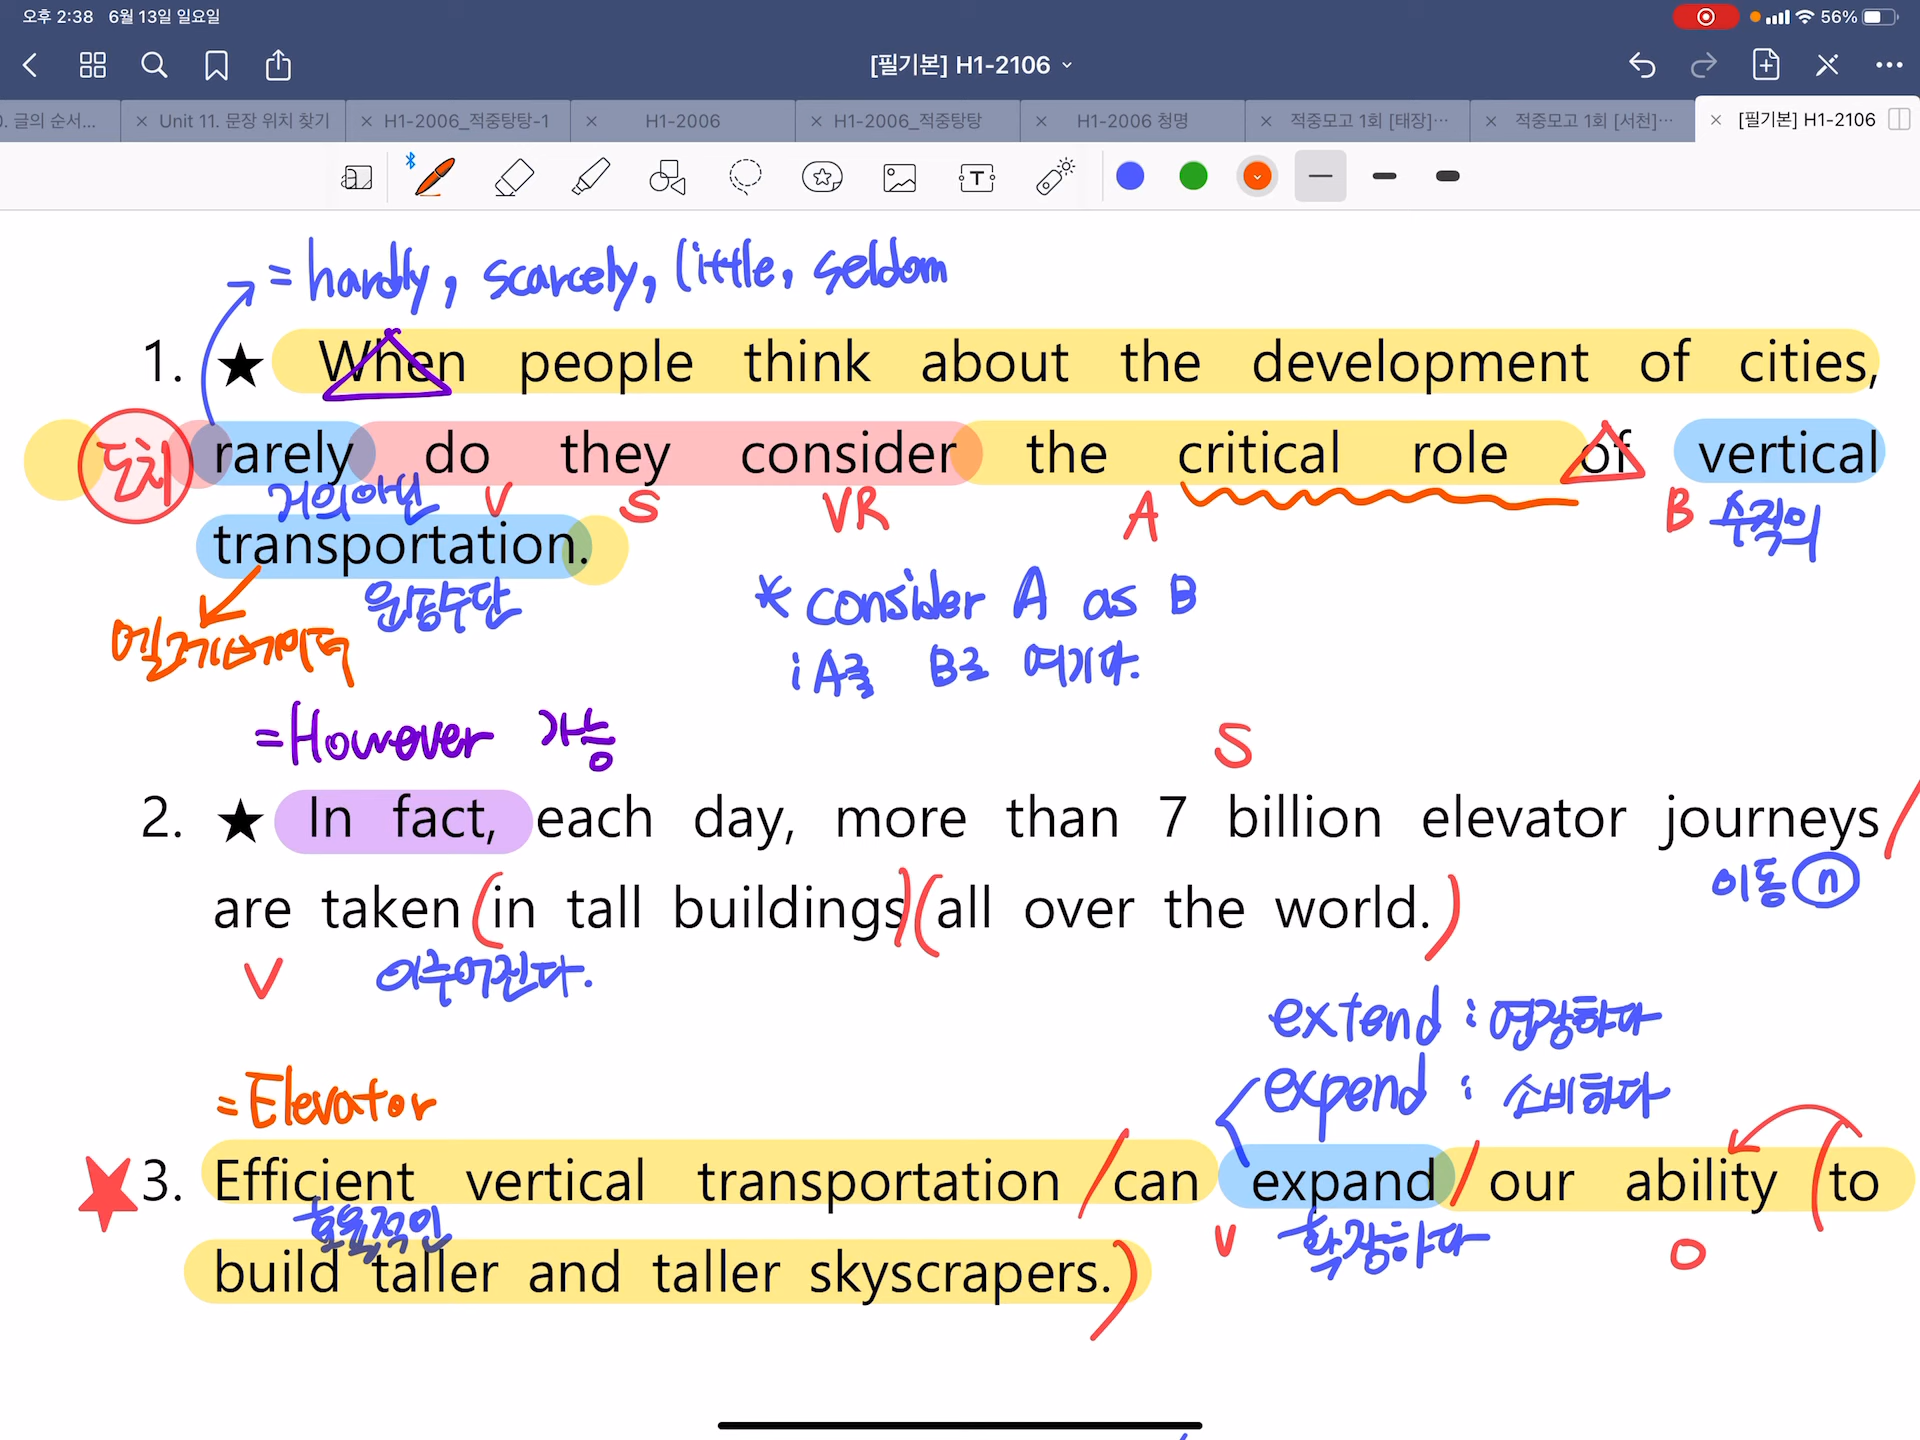 오후 2:38 6월 13일 일요일
56%
[필기본] H1-2106
0. 글의 순서...
× Unit 11. 문장 위치 찾기
× H1-2006_적중탕탕-1
× H1-2006
× H1-2006_적중탕탕
× H1-2006 청명
× 적중모고 1회 [태장]...
× 적중모고 1회 [서천]...
× [필기본] H1-2106
= hardly, scarcely, little, seldom
1. ★ When people think about the development of cities,
도치 rarely do they consider the critical role of vertical
거의아닌 V S VR A B 수직의
transportation.
운송수단
엘리베이터
* consider A as B
: A를 B로 여기다.
= However 가능
S
2. ★ In fact, each day, more than 7 billion elevator journeys /
이동 n
are taken (in tall buildings) (all over the world.)
V 이루어진다.
extend : 연장하다
expend : 소비하다
= Elevator
★ 3. Efficient vertical transportation / can expand / our ability (to
효율적인 V 확장하다 O
build taller and taller skyscrapers.)